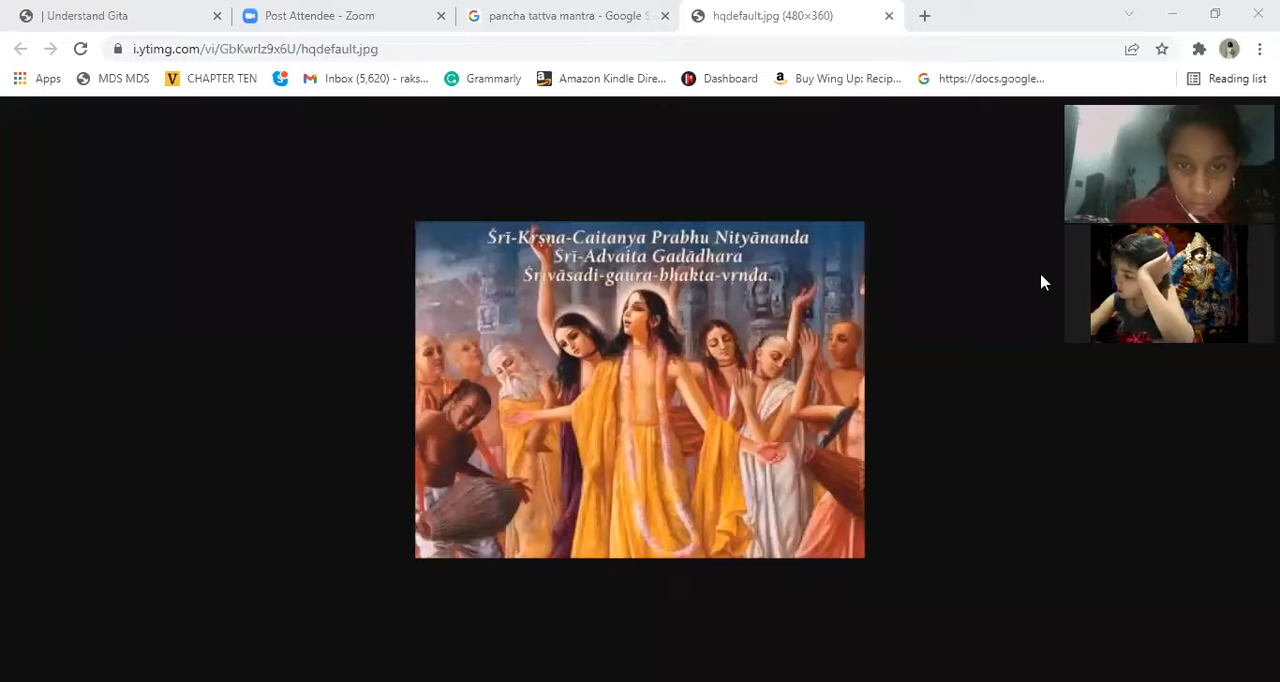 | Understand Gita
Post Attendee - Zoom
pancha tattva mantra - Google S
hqdefault.jpg (480×360)
i.ytimg.com/vi/GbKwrIz9x6U/hqdefault.jpg
Apps
MDS MDS
CHAPTER TEN
Inbox (5,620) - raks...
Grammarly
Amazon Kindle Dire...
Dashboard
Buy Wing Up: Recip...
https://docs.google...
Reading list
Śrī-Kṛṣṇa-Caitanya Prabhu Nityānanda
Śrī-Advaita Gadādhara
Śrīvāsadi-gaura-bhakta-vṛnda.